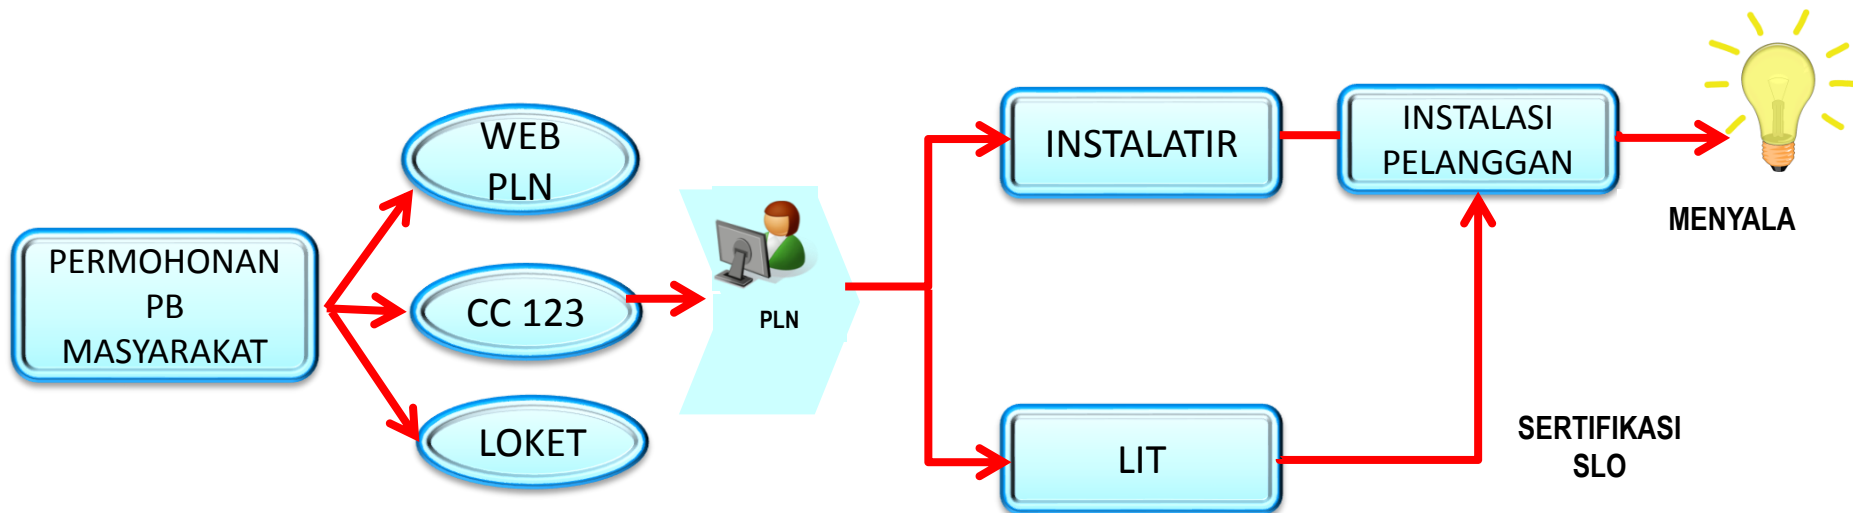 PERMOHONAN
PB
MASYARAKAT
WEB
PLN
CC 123
LOKET
PLN
INSTALATIR
LIT
INSTALASI
PELANGGAN
SERTIFIKASI
SLO
MENYALA